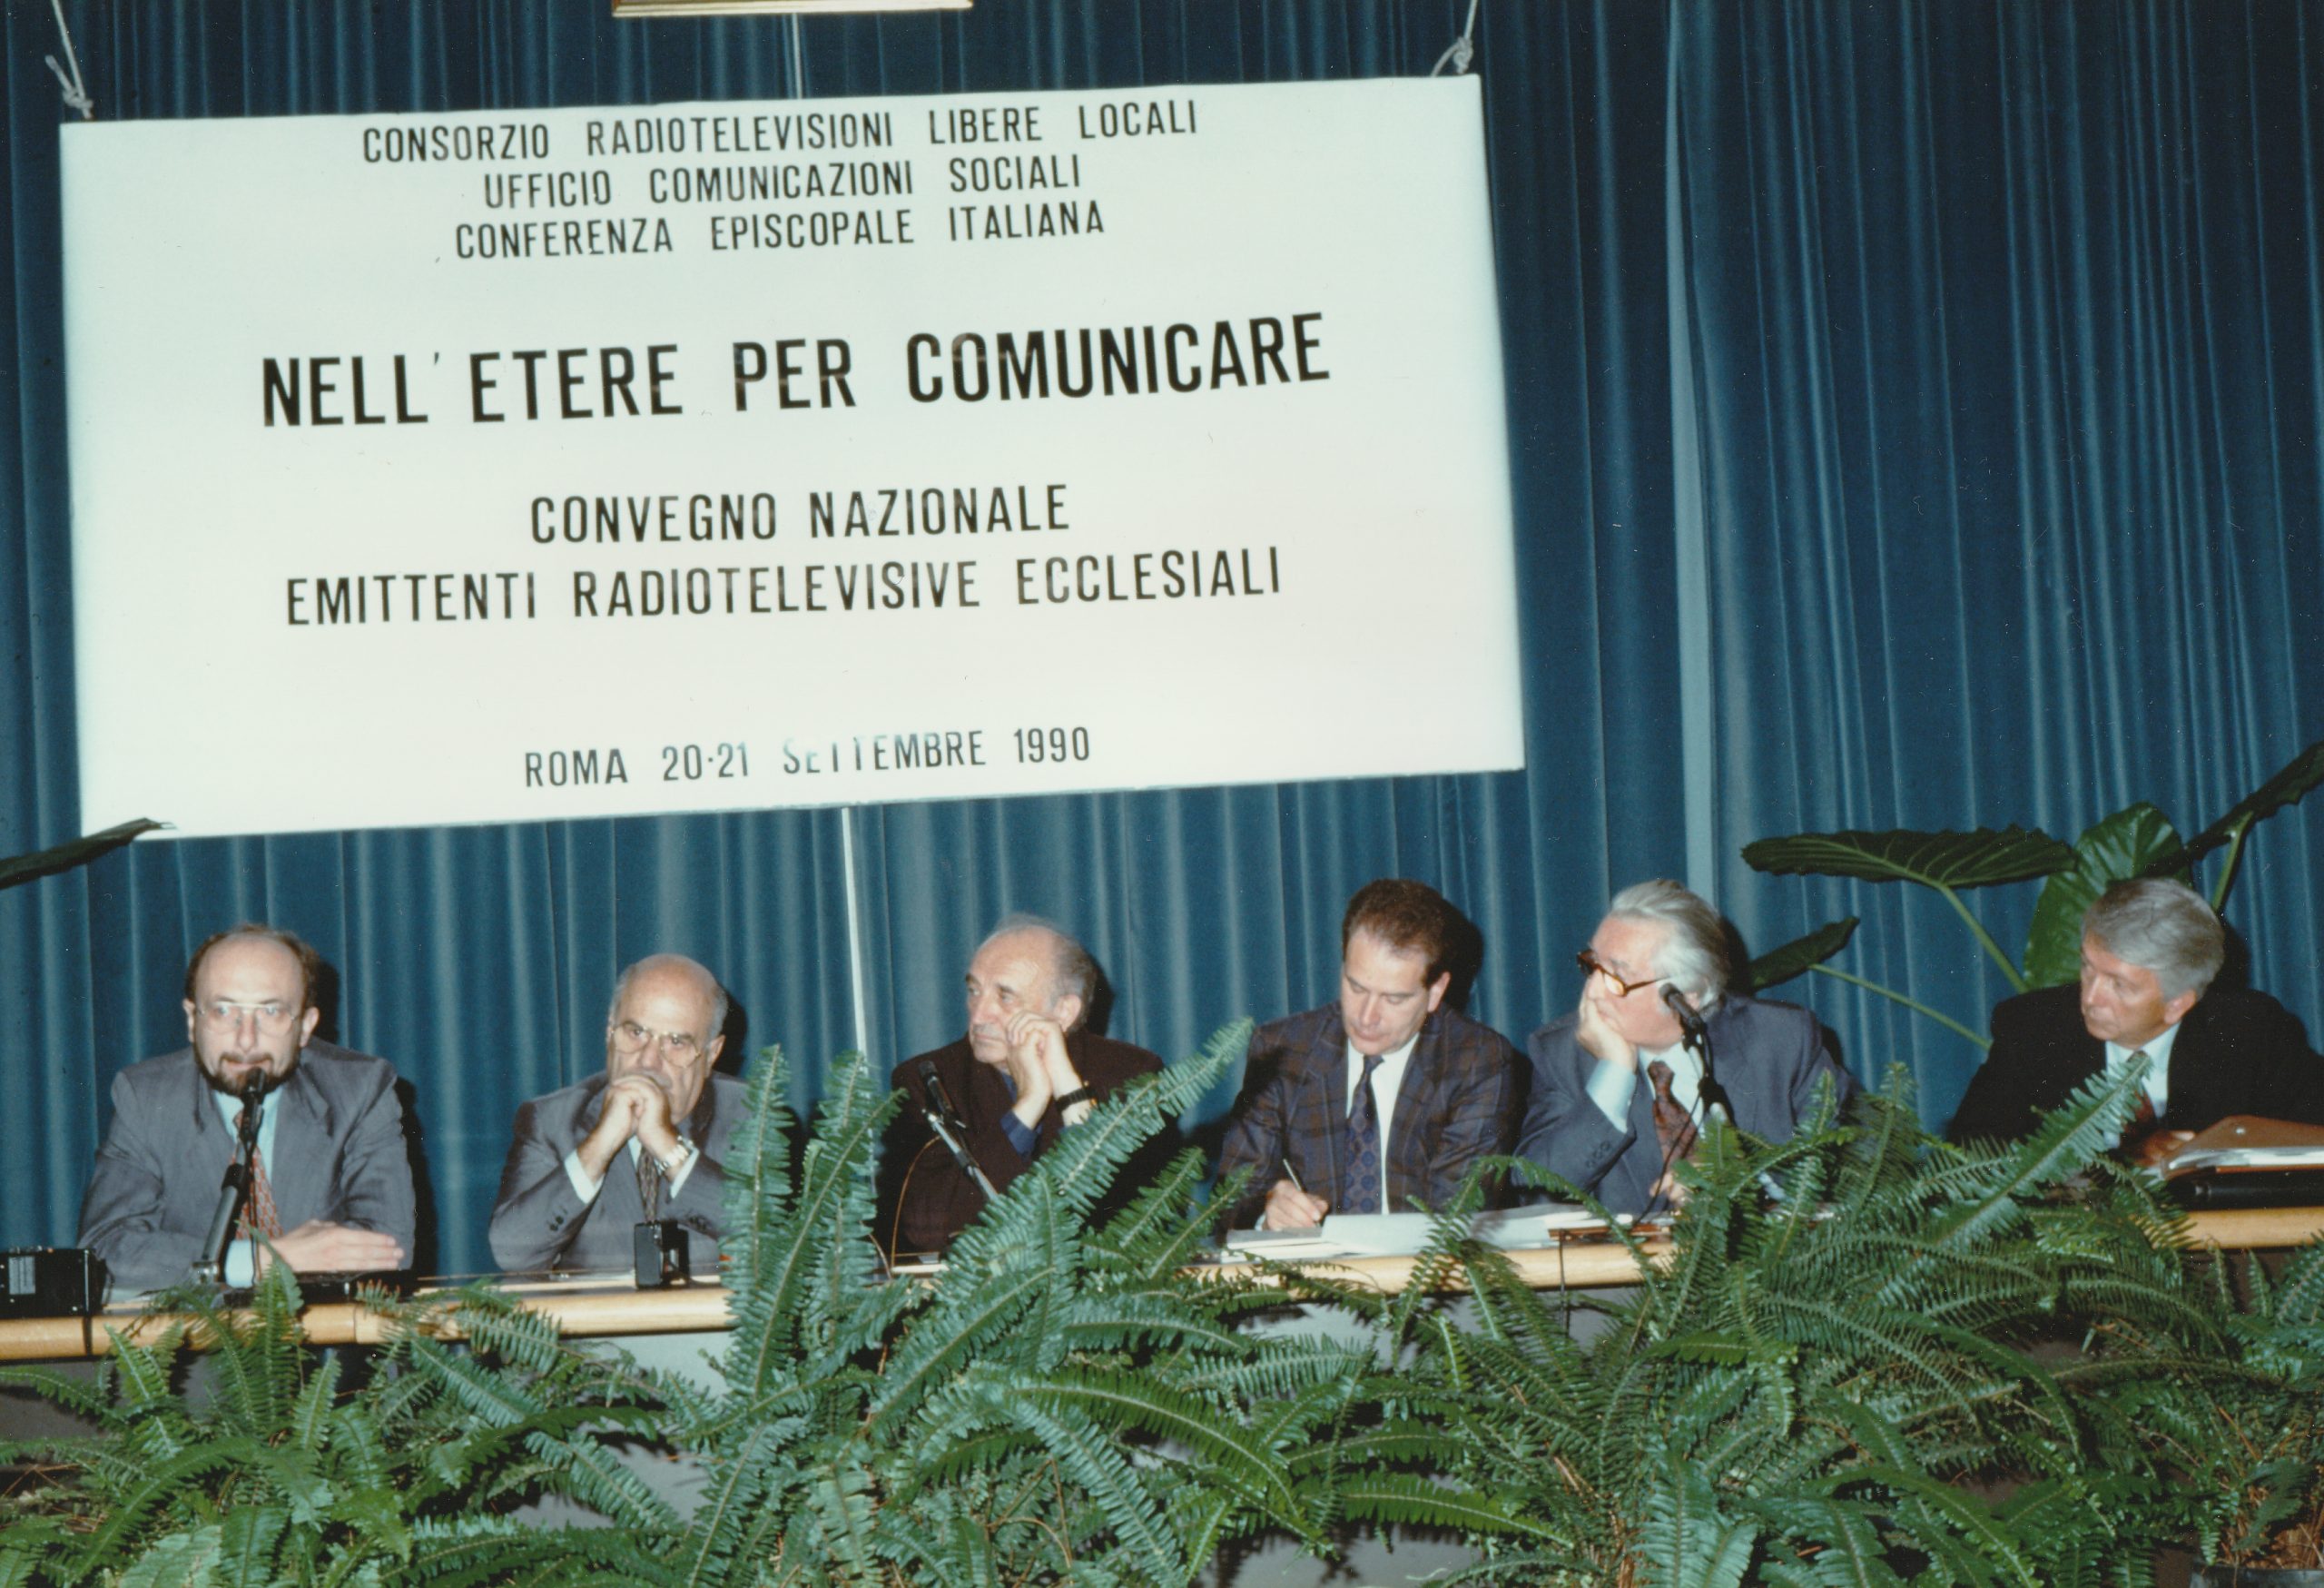 CONSORZIO RADIOTELEVISIONI LIBERE LOCALI
UFFICIO COMUNICAZIONI SOCIALI
CONFERENZA EPISCOPALE ITALIANA
NELL'ETERE PER COMUNICARE
CONVEGNO NAZIONALE
EMITTENTI RADIOTELEVISIVE ECCLESIALI
ROMA 20·21 SETTEMBRE 1990